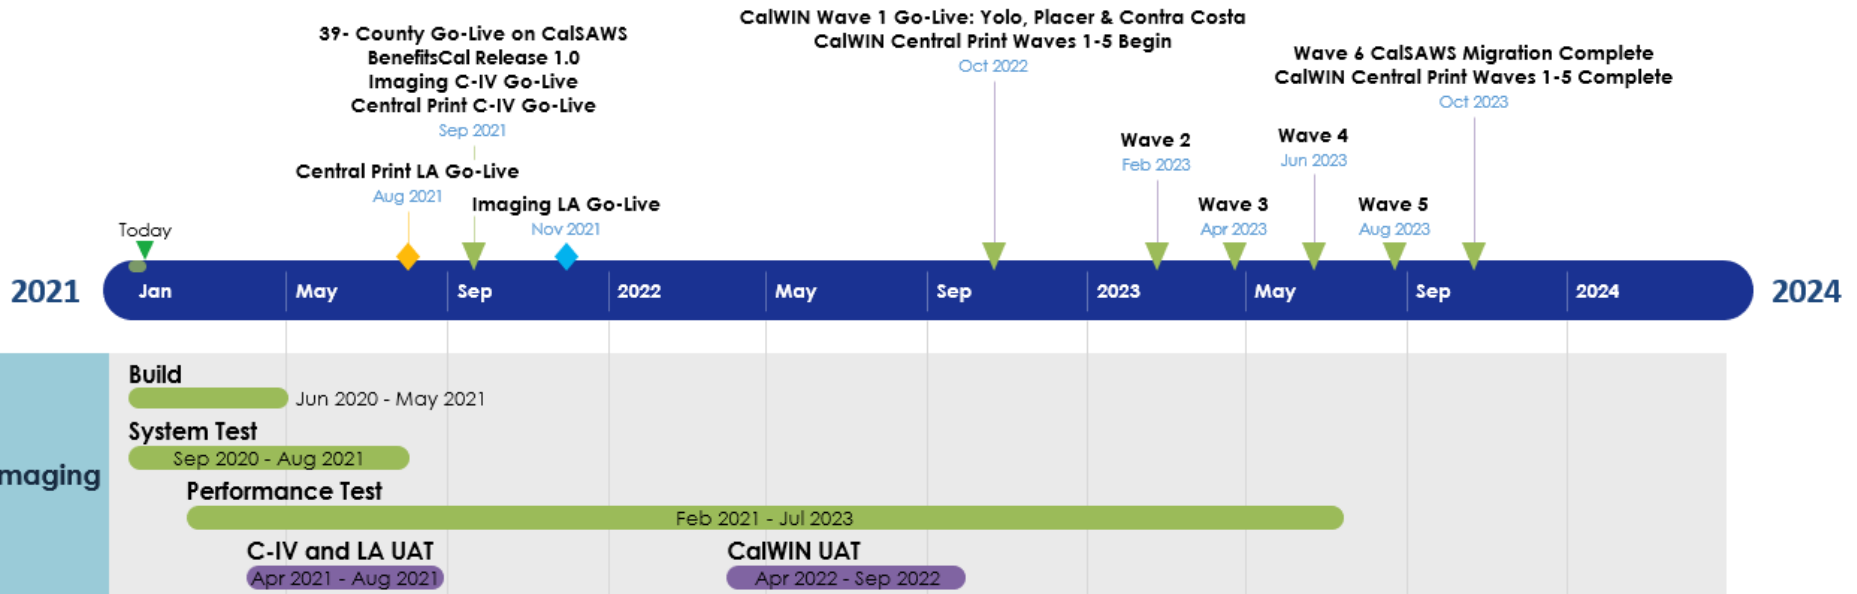 CalWIN Wave 1 Go-Live: Yolo, Placer & Contra Costa
CalWIN Central Print Waves 1-5 Begin
Oct 2022
39- County Go-Live on CalSAWS
BenefitsCal Release 1.0
Imaging C-IV Go-Live
Central Print C-IV Go-Live
Sep 2021
Wave 6 CalSAWS Migration Complete
CalWIN Central Print Waves 1-5 Complete
Oct 2023
Wave 2
Feb 2023
Wave 4
Jun 2023
Central Print LA Go-Live
Aug 2021
Imaging LA Go-Live
Nov 2021
Wave 3
Apr 2023
Wave 5
Aug 2023
Today
2021
Jan
May
Sep
2022
May
Sep
2023
May
Sep
2024
2024
Build
Jun 2020 - May 2021
System Test
Sep 2020 - Aug 2021
maging
Performance Test
Feb 2021 - Jul 2023
C-IV and LA UAT
Apr 2021 - Aug 2021
CalWIN UAT
Apr 2022 - Sep 2022